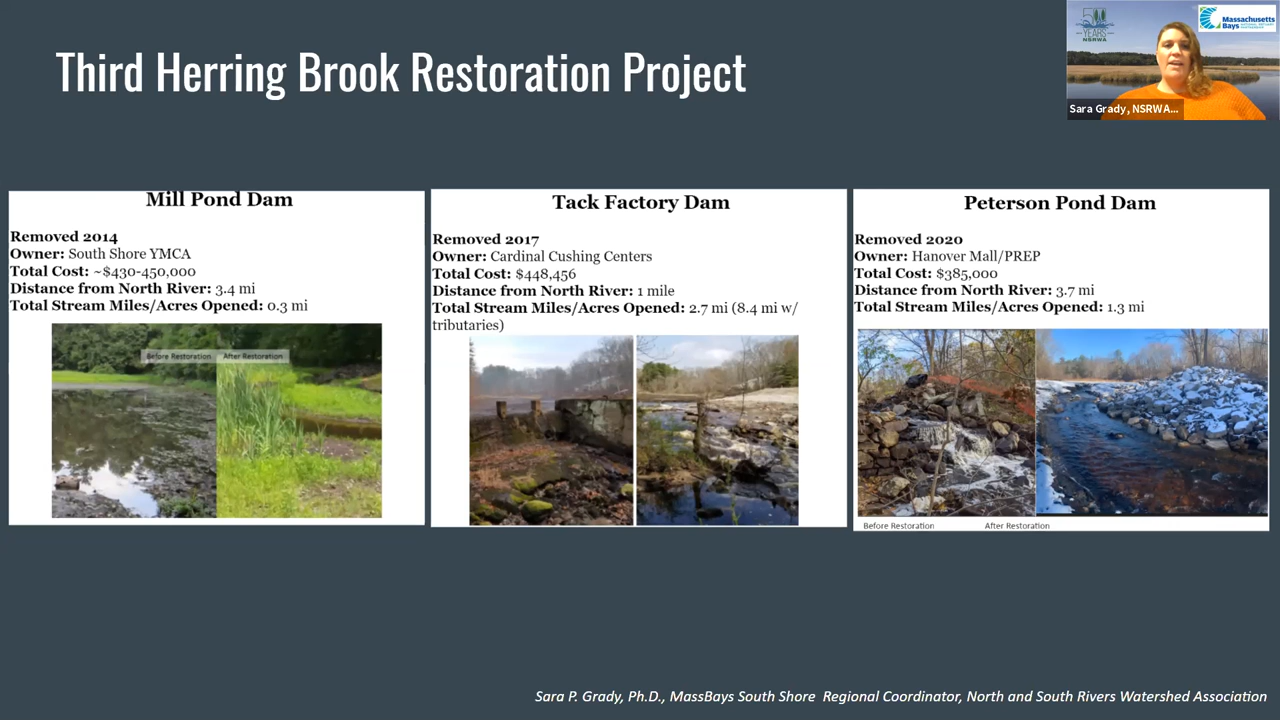 Third Herring Brook Restoration Project
50
YEARS
NSRWA
Massachusetts
Bays
Sara Grady, NSRWA...
Mill Pond Dam
Removed 2014
Owner: South Shore YMCA
Total Cost: ~$430-450,000
Distance from North River: 3.4 mi
Total Stream Miles/Acres Opened: 0.3 mi
Before Restoration
After Restoration
Tack Factory Dam
Removed 2017
Owner: Cardinal Cushing Centers
Total Cost: $448,456
Distance from North River: 1 mile
Total Stream Miles/Acres Opened: 2.7 mi (8.4 mi w/
tributaries)
Peterson Pond Dam
Removed 2020
Owner: Hanover Mall/PREP
Total Cost: $385,000
Distance from North River: 3.7 mi
Total Stream Miles/Acres Opened: 1.3 mi
Before Restoration
After Restoration
Sara P. Grady, Ph.D., MassBays South Shore Regional Coordinator, North and South Rivers Watershed Association